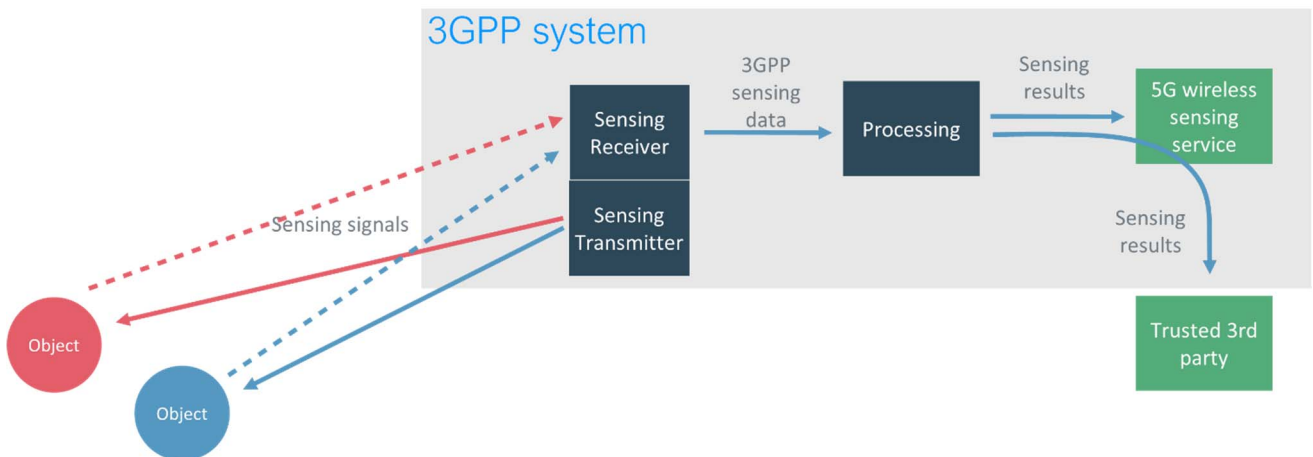 3GPP system
3GPP
sensing
data
Sensing
results
Sensing
Receiver
Processing
5G wireless
sensing
service
Sensing signals
Sensing
Transmitter
Sensing
results
Object
Trusted 3rd
party
Object